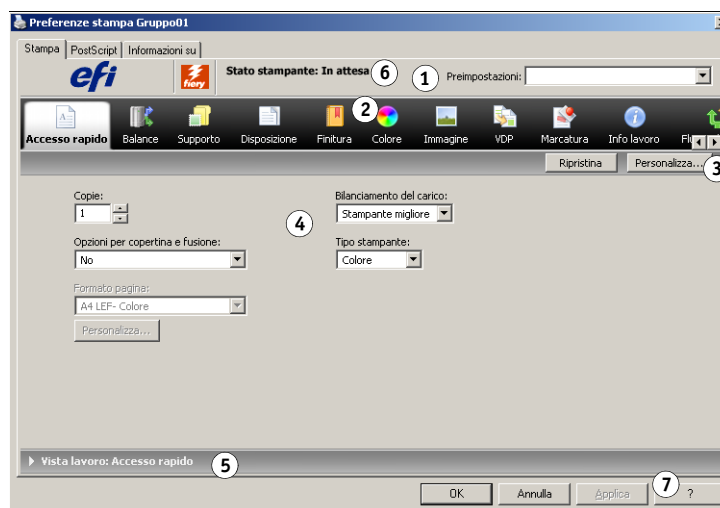 Preferenze stampa Gruppo01
Stampa PostScript Informazioni su
efi fiery Stato stampante: In attesa 6 1 Preimpostazioni:
2
Accesso rapido Balance Supporto Disposizione Finitura Colore Immagine VDP Marcatura Info lavoro
Ripristina Personalizza... 3
Copie: Bilanciamento del carico:
1 4 Stampante migliore
Opzioni per copertina e fusione: Tipo stampante:
No Colore
Formato pagina:
A4 LEF- Colore
Personalizza...
Vista lavoro: Accesso rapido 5
OK Annulla Applica 7 ?